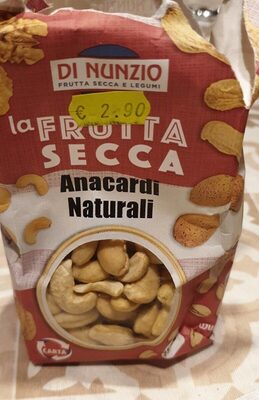 DI NUNZIO
FRUTTA SECCA E LEGUMI
€ 2.90
la FRUTTA
SECCA
Anacardi
Naturali
CARTA